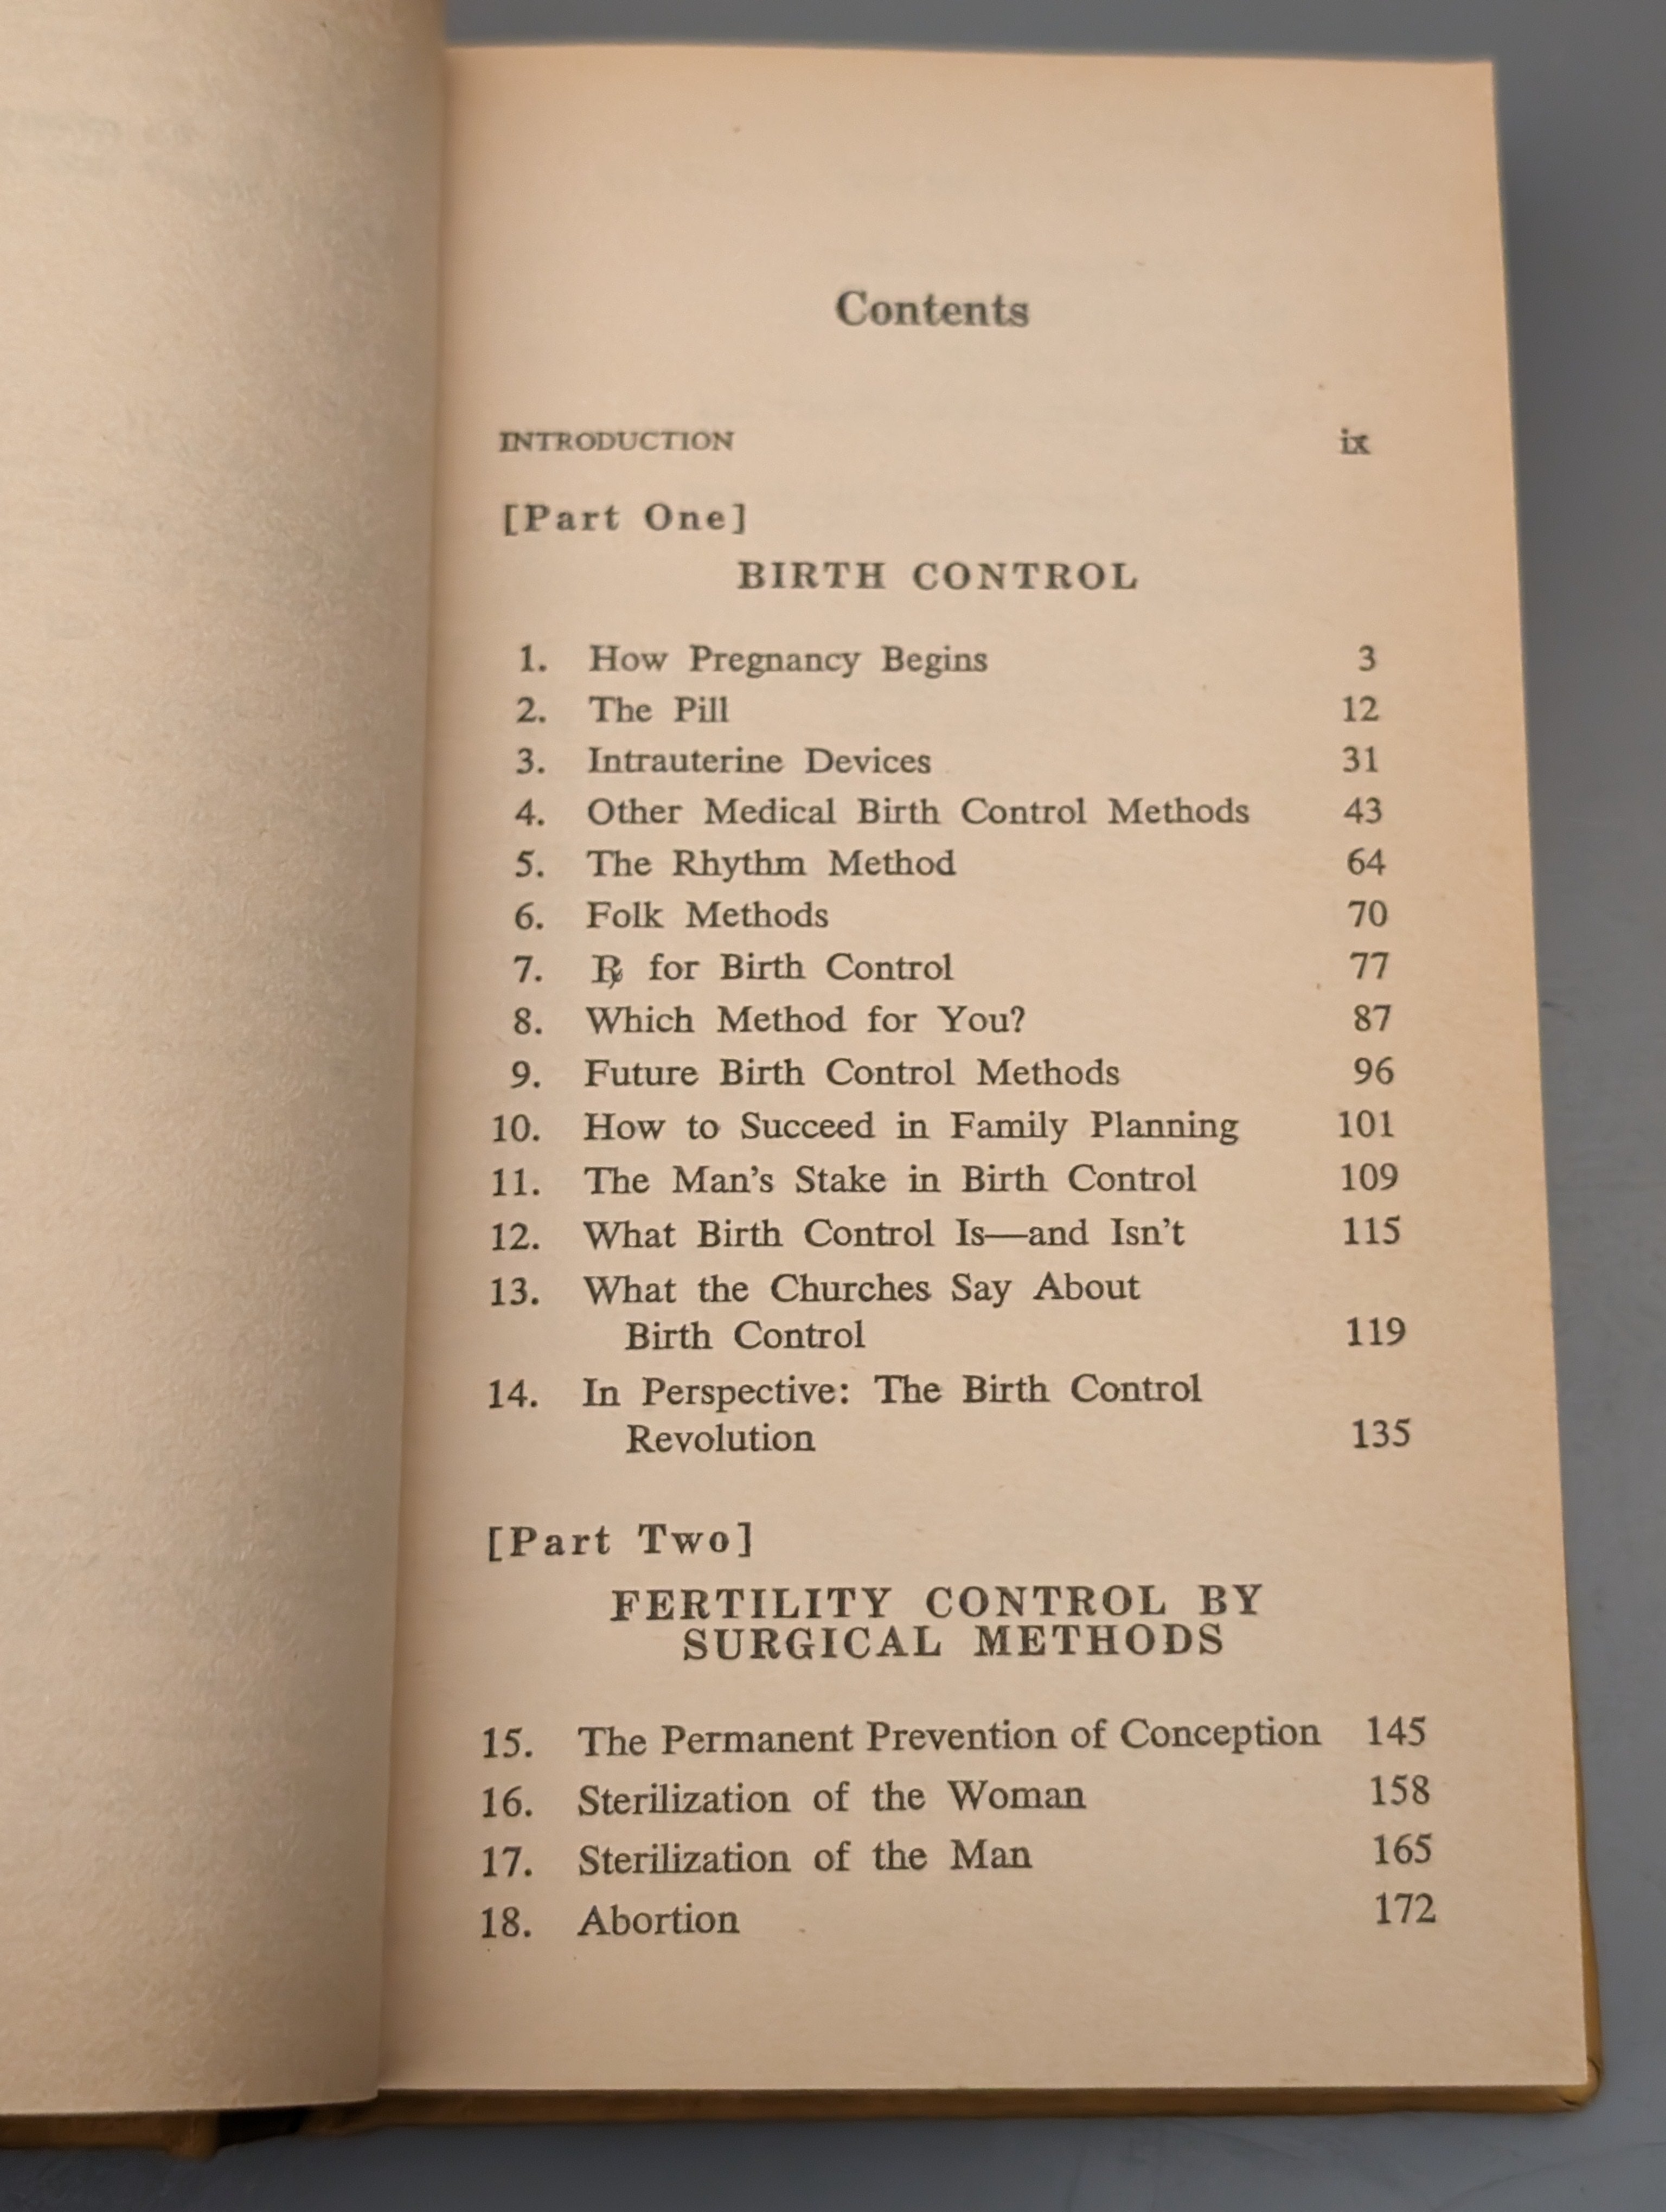 Contents
INTRODUCTION ix
[Part One]
BIRTH CONTROL
1. How Pregnancy Begins 3
2. The Pill 12
3. Intrauterine Devices 31
4. Other Medical Birth Control Methods 43
5. The Rhythm Method 64
6. Folk Methods 70
7. ℞ for Birth Control 77
8. Which Method for You? 87
9. Future Birth Control Methods 96
10. How to Succeed in Family Planning 101
11. The Man's Stake in Birth Control 109
12. What Birth Control Is—and Isn't 115
13. What the Churches Say About
Birth Control 119
14. In Perspective: The Birth Control
Revolution 135
[Part Two]
FERTILITY CONTROL BY
SURGICAL METHODS
15. The Permanent Prevention of Conception 145
16. Sterilization of the Woman 158
17. Sterilization of the Man 165
18. Abortion 172